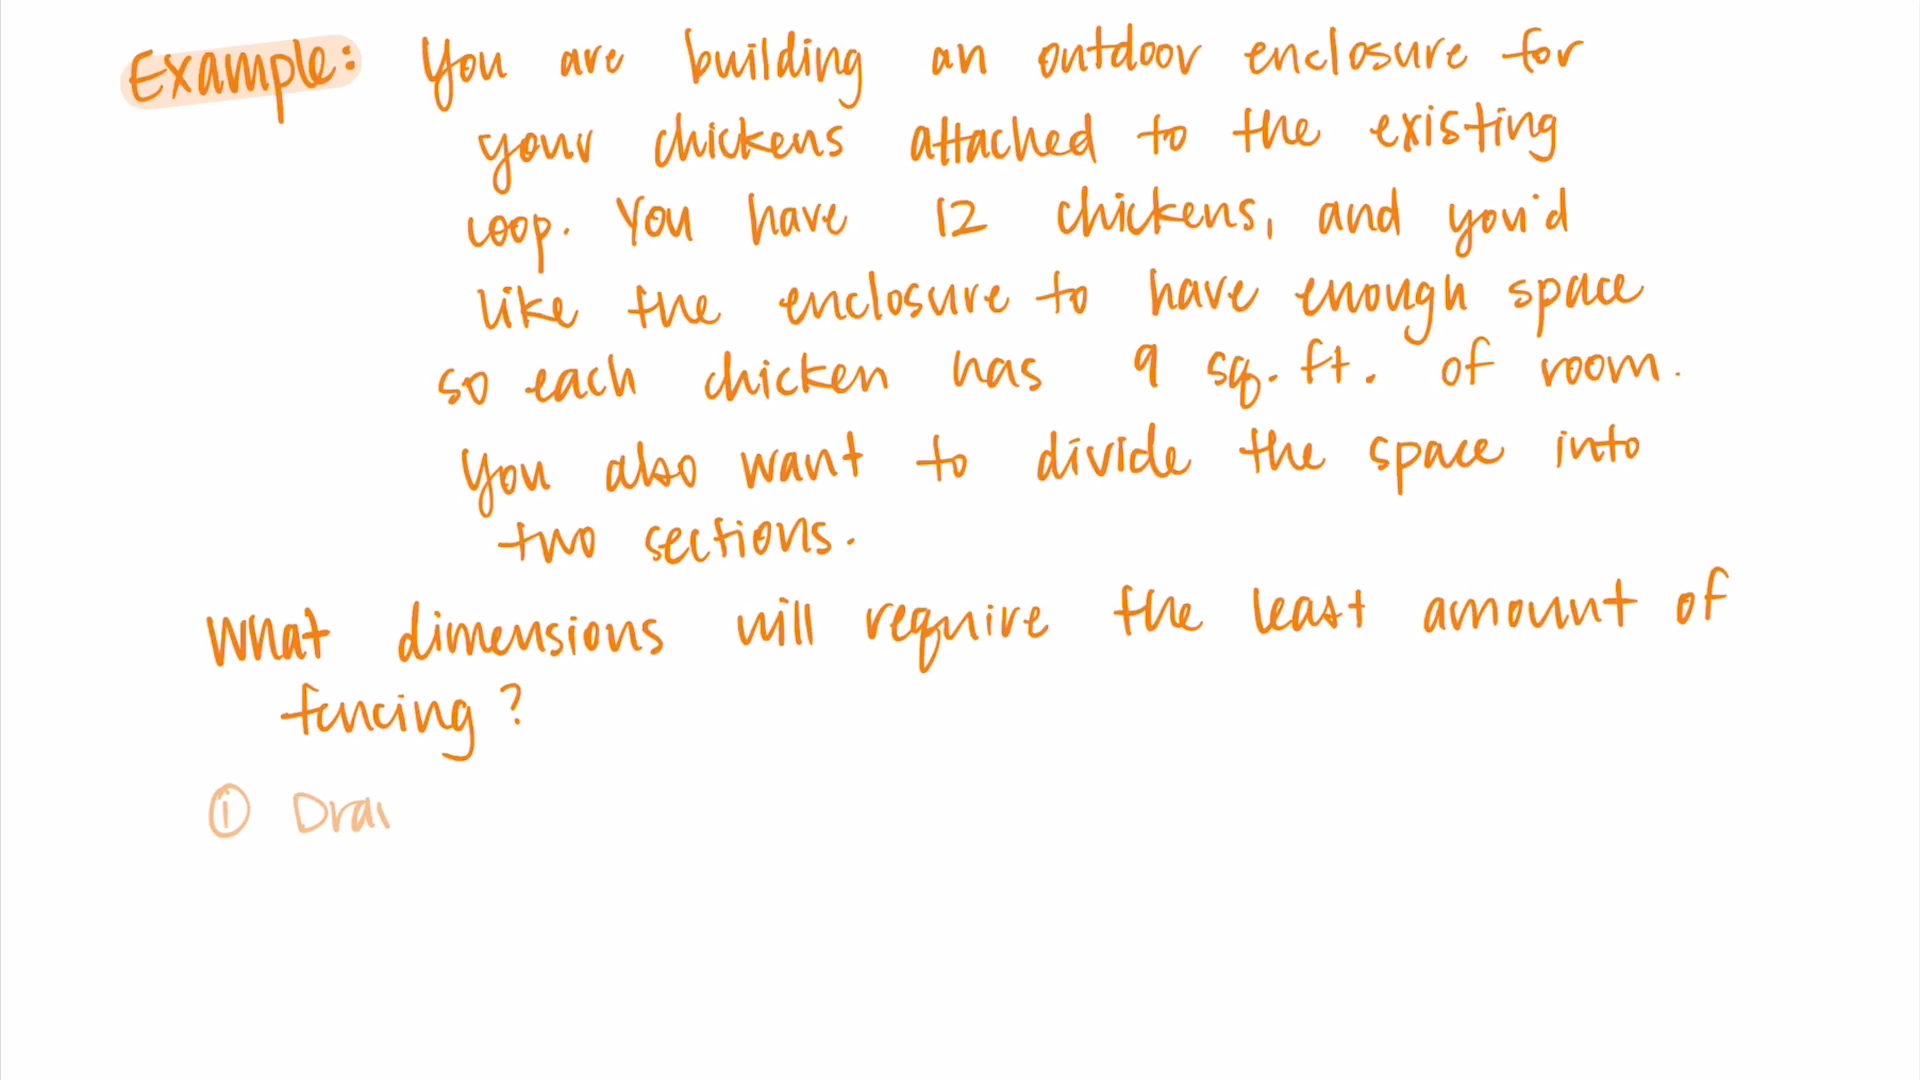 Example: You are building an outdoor enclosure for
your chickens attached to the existing
coop. You have 12 chickens, and you'd
like the enclosure to have enough space
so each chicken has 9 sq. ft. of room.
You also want to divide the space into
two sections.
What dimensions will require the least amount of
fencing?
① Dra